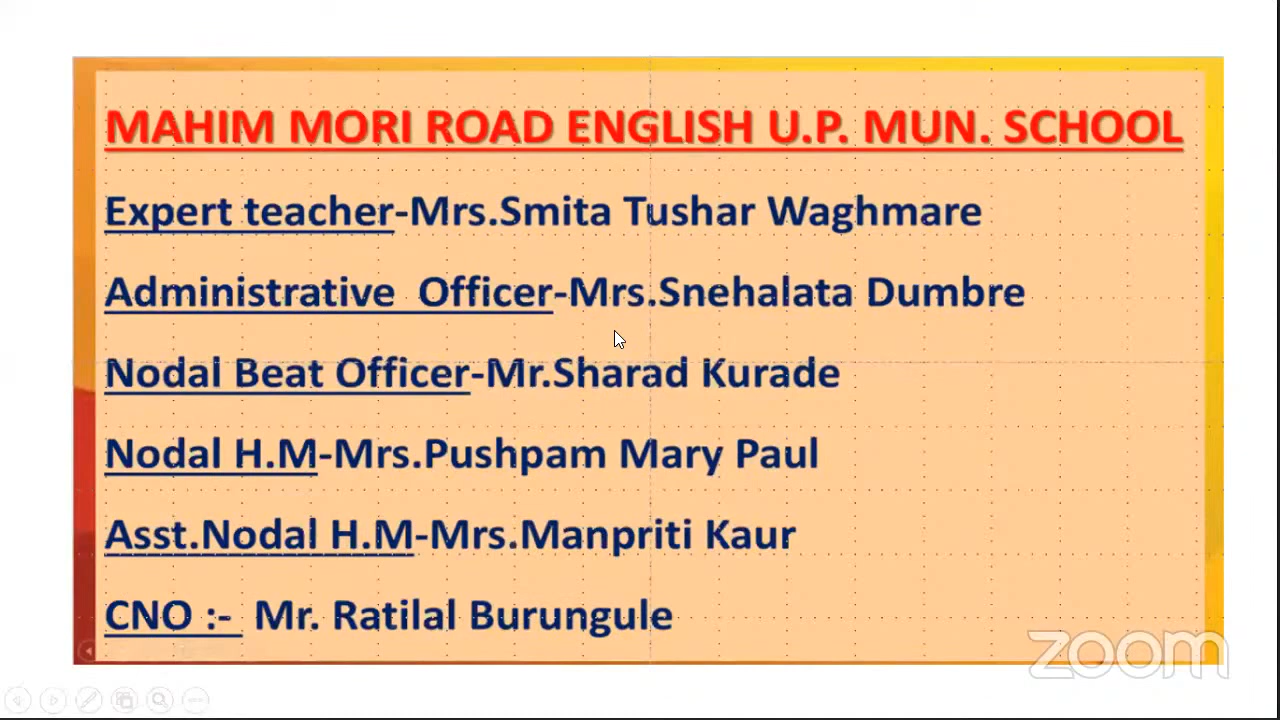 MAHIM MORI ROAD ENGLISH U.P. MUN. SCHOOL
Expert teacher-Mrs.Smita Tushar Waghmare
Administrative  Officer-Mrs.Snehalata Dumbre
Nodal Beat Officer-Mr.Sharad Kurade
Nodal H.M-Mrs.Pushpam Mary Paul
Asst.Nodal H.M-Mrs.Manpriti Kaur
CNO :-  Mr. Ratilal Burungule
zoom